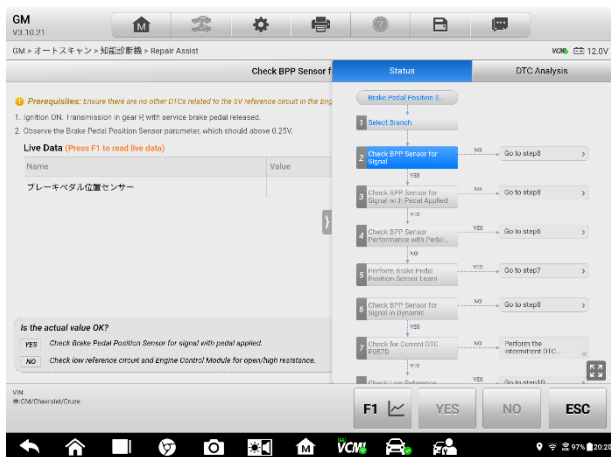 GM
V3.10.21
GM > オートスキャン > 知能診断機 > Repair Assist
VCMI 12.0V
Check BPP Sensor f
Status
DTC Analysis
Prerequisites: Ensure there are no other DTCs related to the 5V reference circuit in the Eng
1. Ignition ON. Transmission in gear P, with service brake pedal released.
2. Observe the Brake Pedal Position Sensor parameter, which should above 0.25V.
Live Data (Press F1 to read live data)
Name
Value
ブレーキペダル位置センサー
Is the actual value OK?
YES Check Brake Pedal Position Sensor for signal with pedal applied.
NO Check low reference circuit and Engine Control Module for open/high resistance.
Brake Pedal Position S...
1 Select Branch
2 Check BPP Sensor for Signal
NO
Go to step8
YES
3 Check BPP Sensor for Signal with Pedal Applied
NO
Go to step8
YES
4 Check BPP Sensor Performance with Pedal...
YES
Go to step6
NO
5 Perform Brake Pedal Position Sensor Learn
YES
Go to step7
6 Check BPP Sensor for Signal in Dynamic
NO
Go to step8
YES
7 Check for Current DTC P057D
NO
Perform the intermittent DTC...
YES
Check Low Reference
YES
Go to step10
VIN:
車:GM/Chevrolet/Cruze
F1
YES
NO
ESC
VCMI
97% 20:20